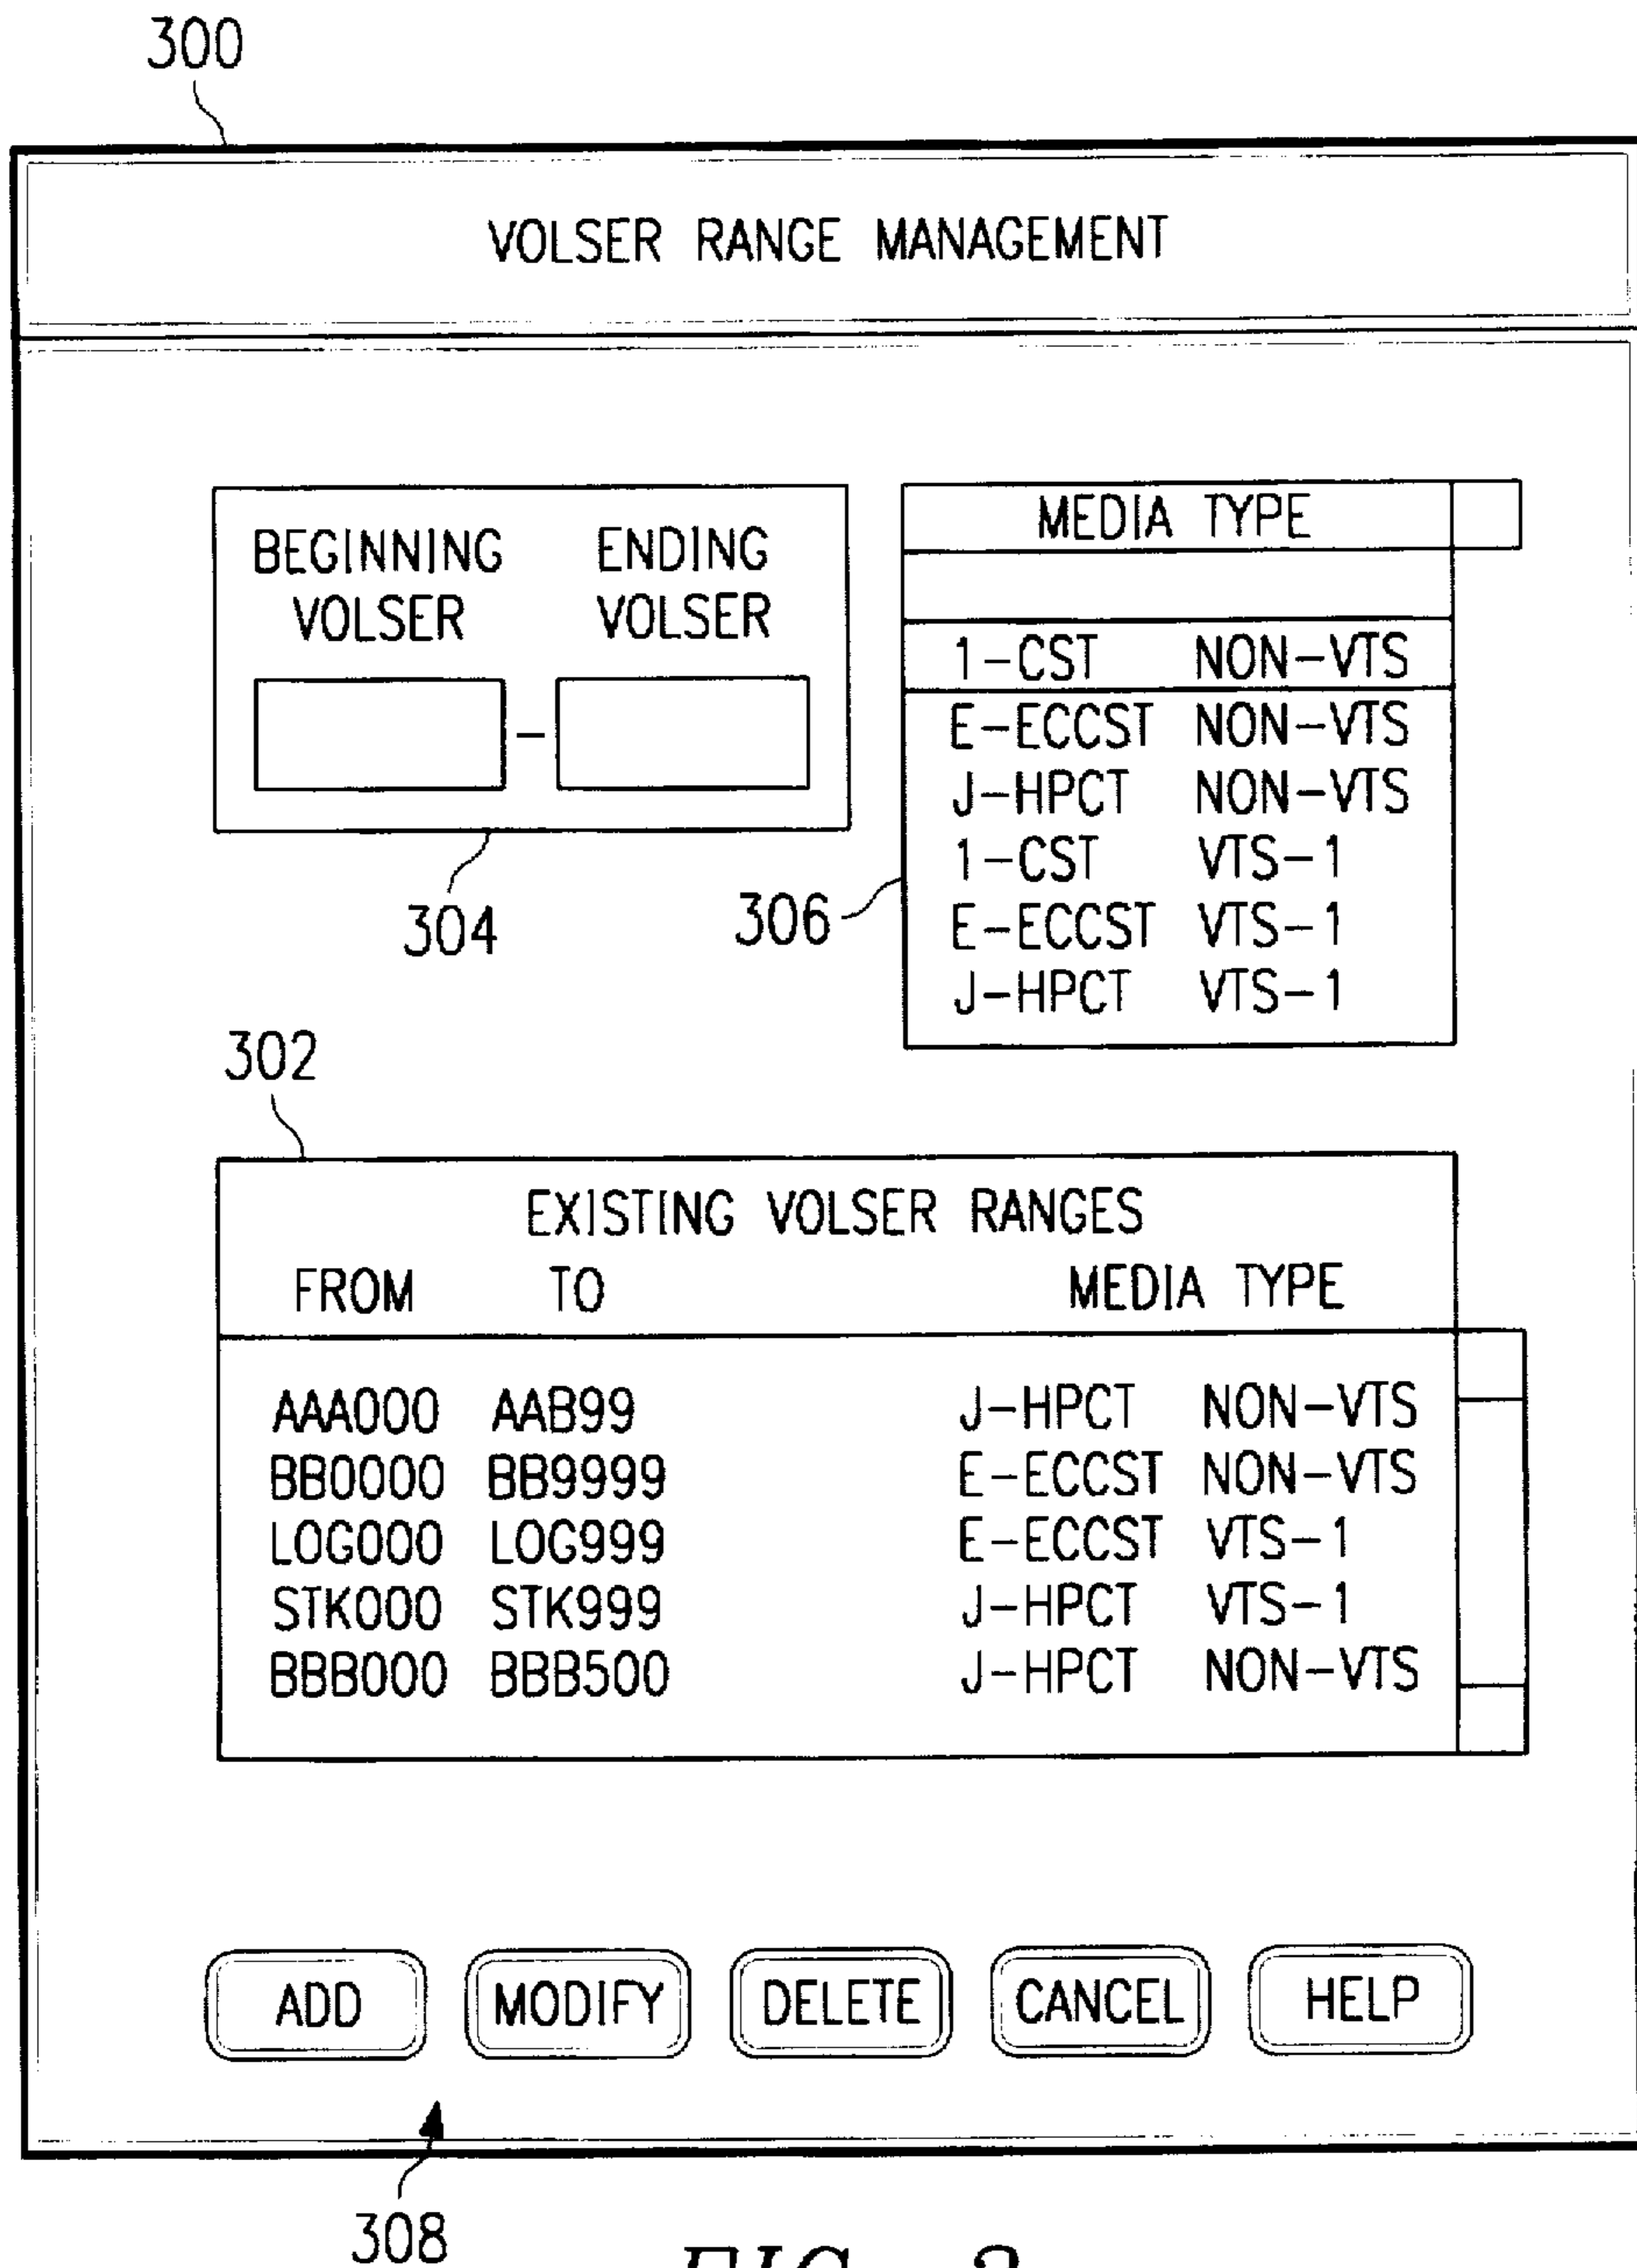 300
VOLSER RANGE MANAGEMENT
BEGINNING VOLSER
ENDING VOLSER
–
304
MEDIA TYPE
1-CST NON-VTS
E-ECCST NON-VTS
J-HPCT NON-VTS
1-CST VTS-1
E-ECCST VTS-1
J-HPCT VTS-1
306
302
EXISTING VOLSER RANGES
FROM TO MEDIA TYPE
AAA000 AAB99 J-HPCT NON-VTS
BB0000 BB9999 E-ECCST NON-VTS
LOG000 LOG999 E-ECCST VTS-1
STK000 STK999 J-HPCT VTS-1
BBB000 BBB500 J-HPCT NON-VTS
ADD MODIFY DELETE CANCEL HELP
308
FIG.